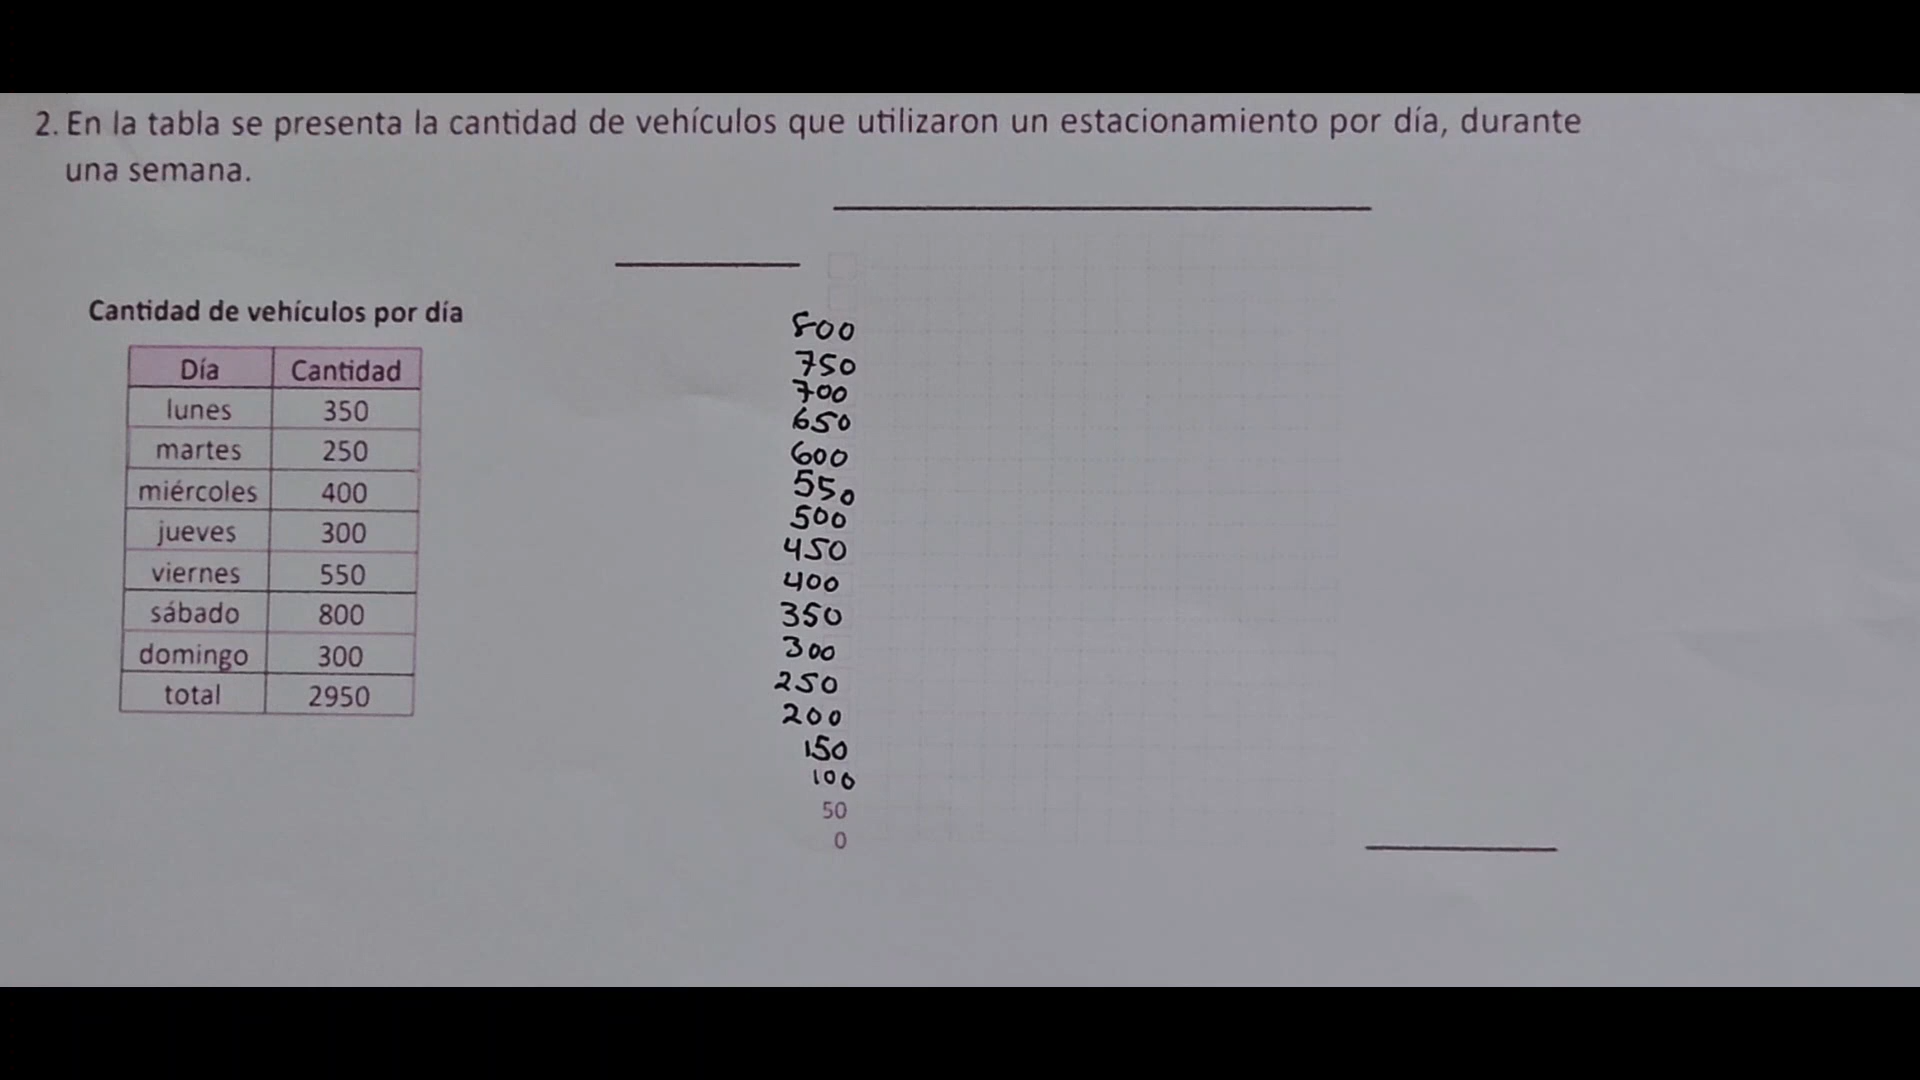 2. En la tabla se presenta la cantidad de vehículos que utilizaron un estacionamiento por día, durante
una semana.
Cantidad de vehículos por día
Día Cantidad
lunes 350
martes 250
miércoles 400
jueves 300
viernes 550
sábado 800
domingo 300
total 2950
800
750
700
650
600
550
500
450
400
350
300
250
200
150
100
50
0